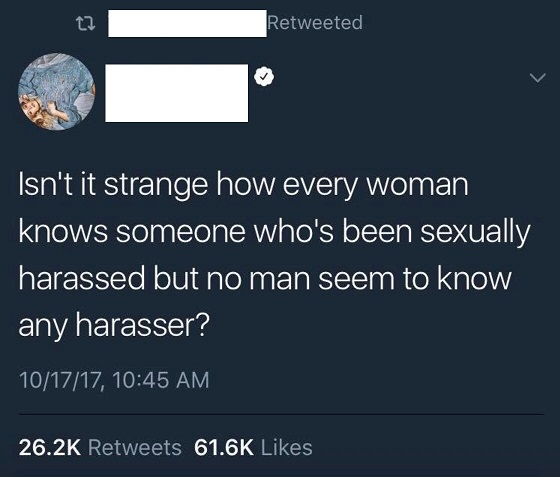 Retweeted
Isn't it strange how every woman
knows someone who's been sexually
harassed but no man seem to know
any harasser?
10/17/17, 10:45 AM
26.2K Retweets 61.6K Likes